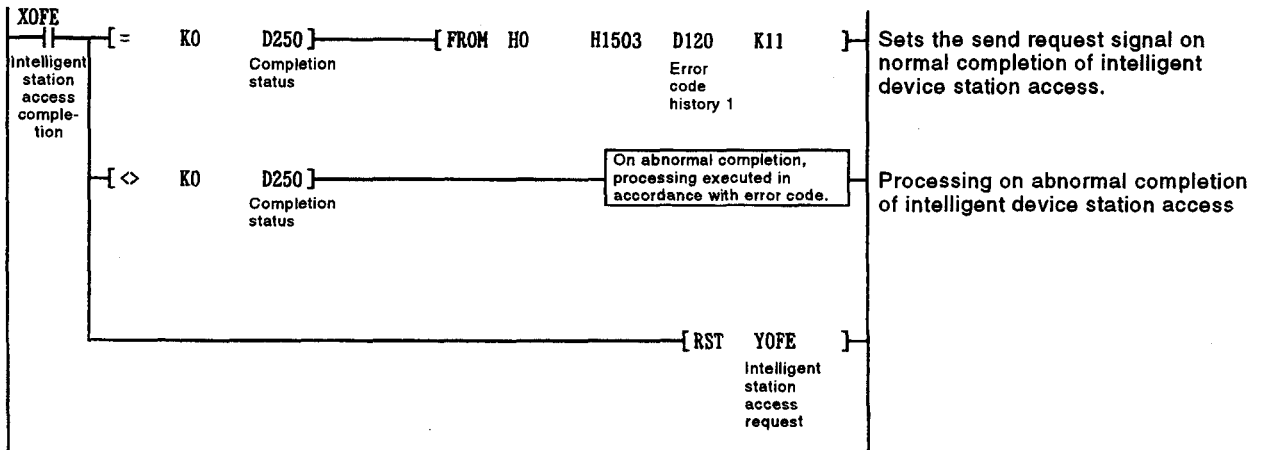 XOFE
[ = K0 D250 ] [ FROM H0 H1503 D120 K11 ]
Intelligent
station
access
comple-
tion
Completion
status
Error
code
history 1
Sets the send request signal on
normal completion of intelligent
device station access.
[ <> K0 D250 ]
Completion
status
On abnormal completion,
processing executed in
accordance with error code.
Processing on abnormal completion
of intelligent device station access
[ RST YOFE ]
Intelligent
station
access
request